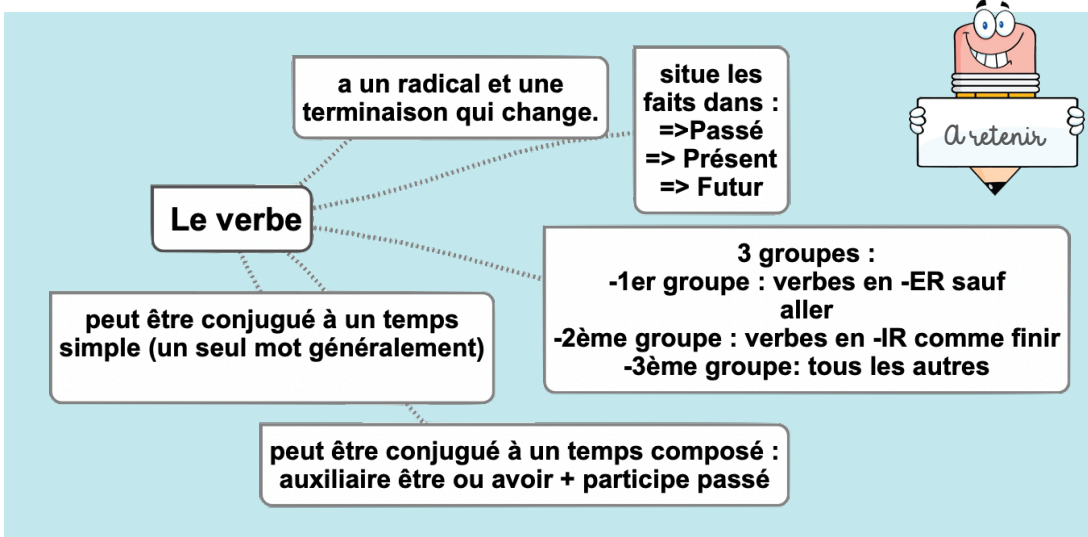 a un radical et une
terminaison qui change.
situe les
faits dans :
=>Passé
=> Présent
=> Futur
A retenir
Le verbe
3 groupes :
-1er groupe : verbes en -ER sauf
aller
-2ème groupe : verbes en -IR comme finir
-3ème groupe: tous les autres
peut être conjugué à un temps
simple (un seul mot généralement)
peut être conjugué à un temps composé :
auxiliaire être ou avoir + participe passé